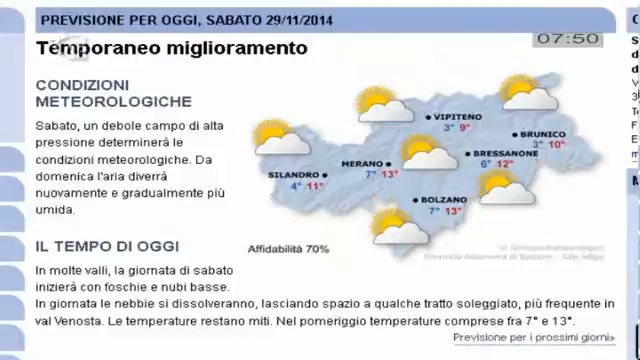 PREVISIONE PER OGGI, SABATO 29/11/2014
07:50
Temporaneo miglioramento
CONDIZIONI
METEOROLOGICHE
Sabato, un debole campo di alta
pressione determinerà le
condizioni meteorologiche. Da
domenica l'aria diverrà
nuovamente e gradualmente più
umida.
VIPITENO
3° 9°
BRUNICO
3° 10°
BRESSANONE
6° 12°
MERANO
7° 13°
SILANDRO
4° 11°
BOLZANO
7° 13°
Affidabilità 70%
IL TEMPO DI OGGI
In molte valli, la giornata di sabato
inizierà con foschie e nubi basse.
In giornata le nebbie si dissolveranno, lasciando spazio a qualche tratto soleggiato, più frequente in
val Venosta. Le temperature restano miti. Nel pomeriggio temperature comprese fra 7° e 13°.
Previsione per i prossimi giorni»